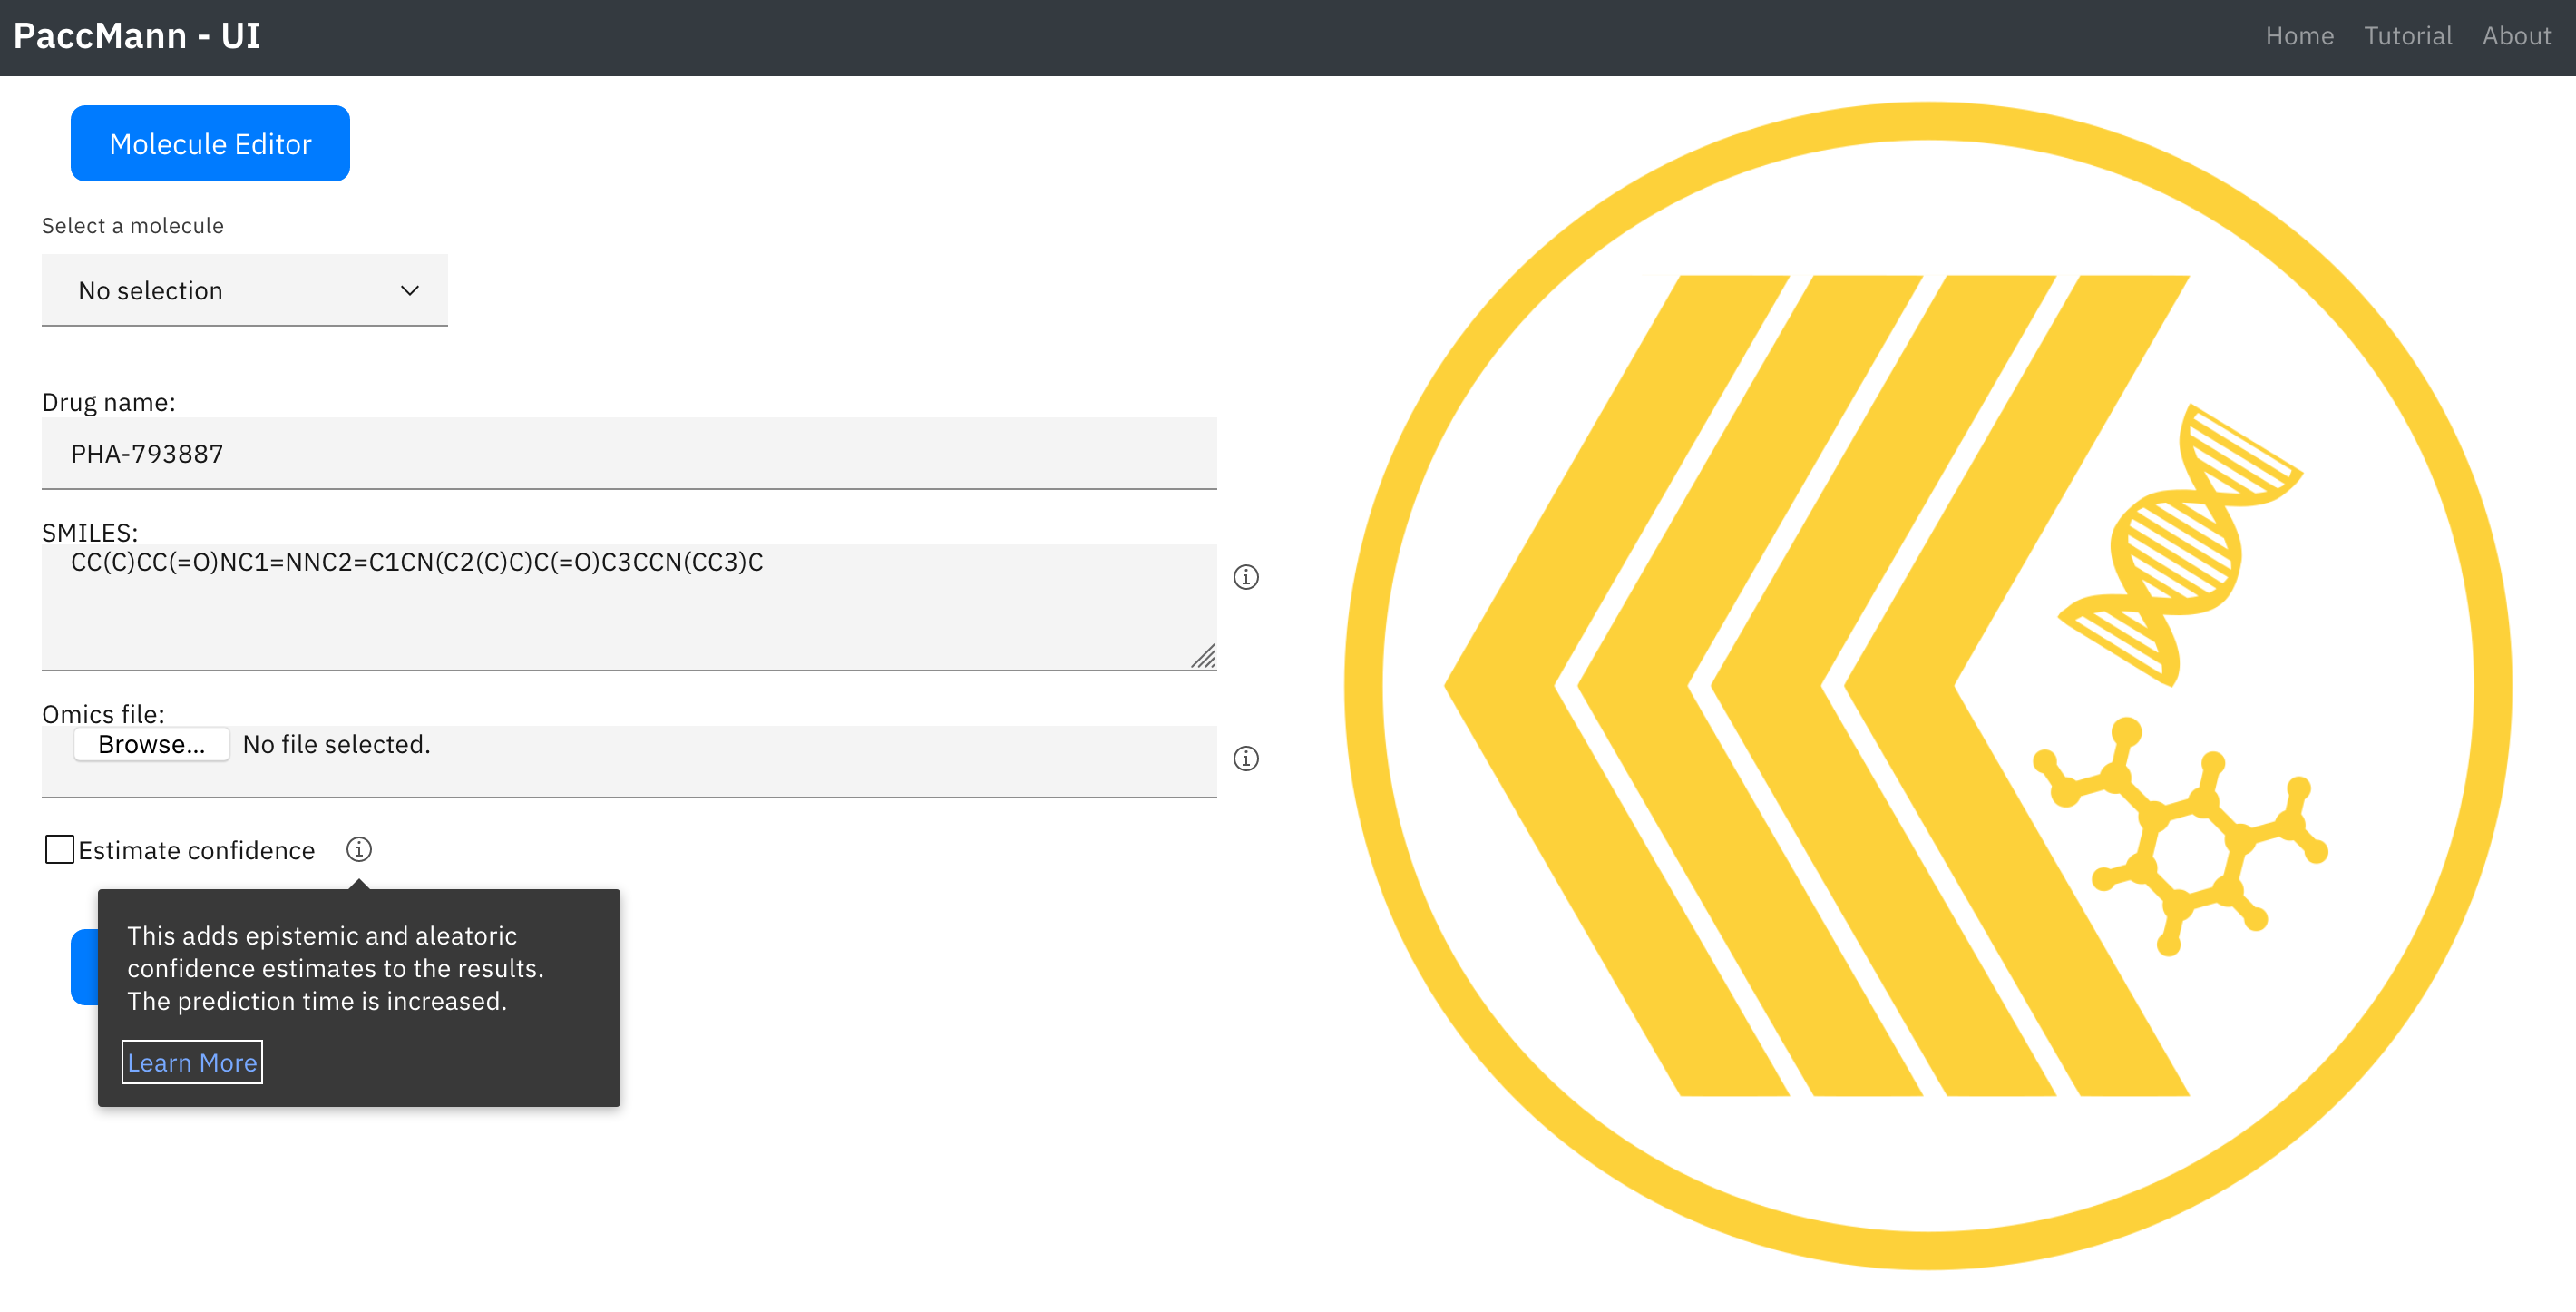 PaccMann - UI
Home Tutorial About
Molecule Editor
Select a molecule
No selection
Drug name:
PHA-793887
SMILES:
CC(C)CC(=O)NC1=NNC2=C1CN(C2(C)C)C(=O)C3CCN(CC3)C
Omics file:
Browse... No file selected.
Estimate confidence
This adds epistemic and aleatoric
confidence estimates to the results.
The prediction time is increased.
Learn More